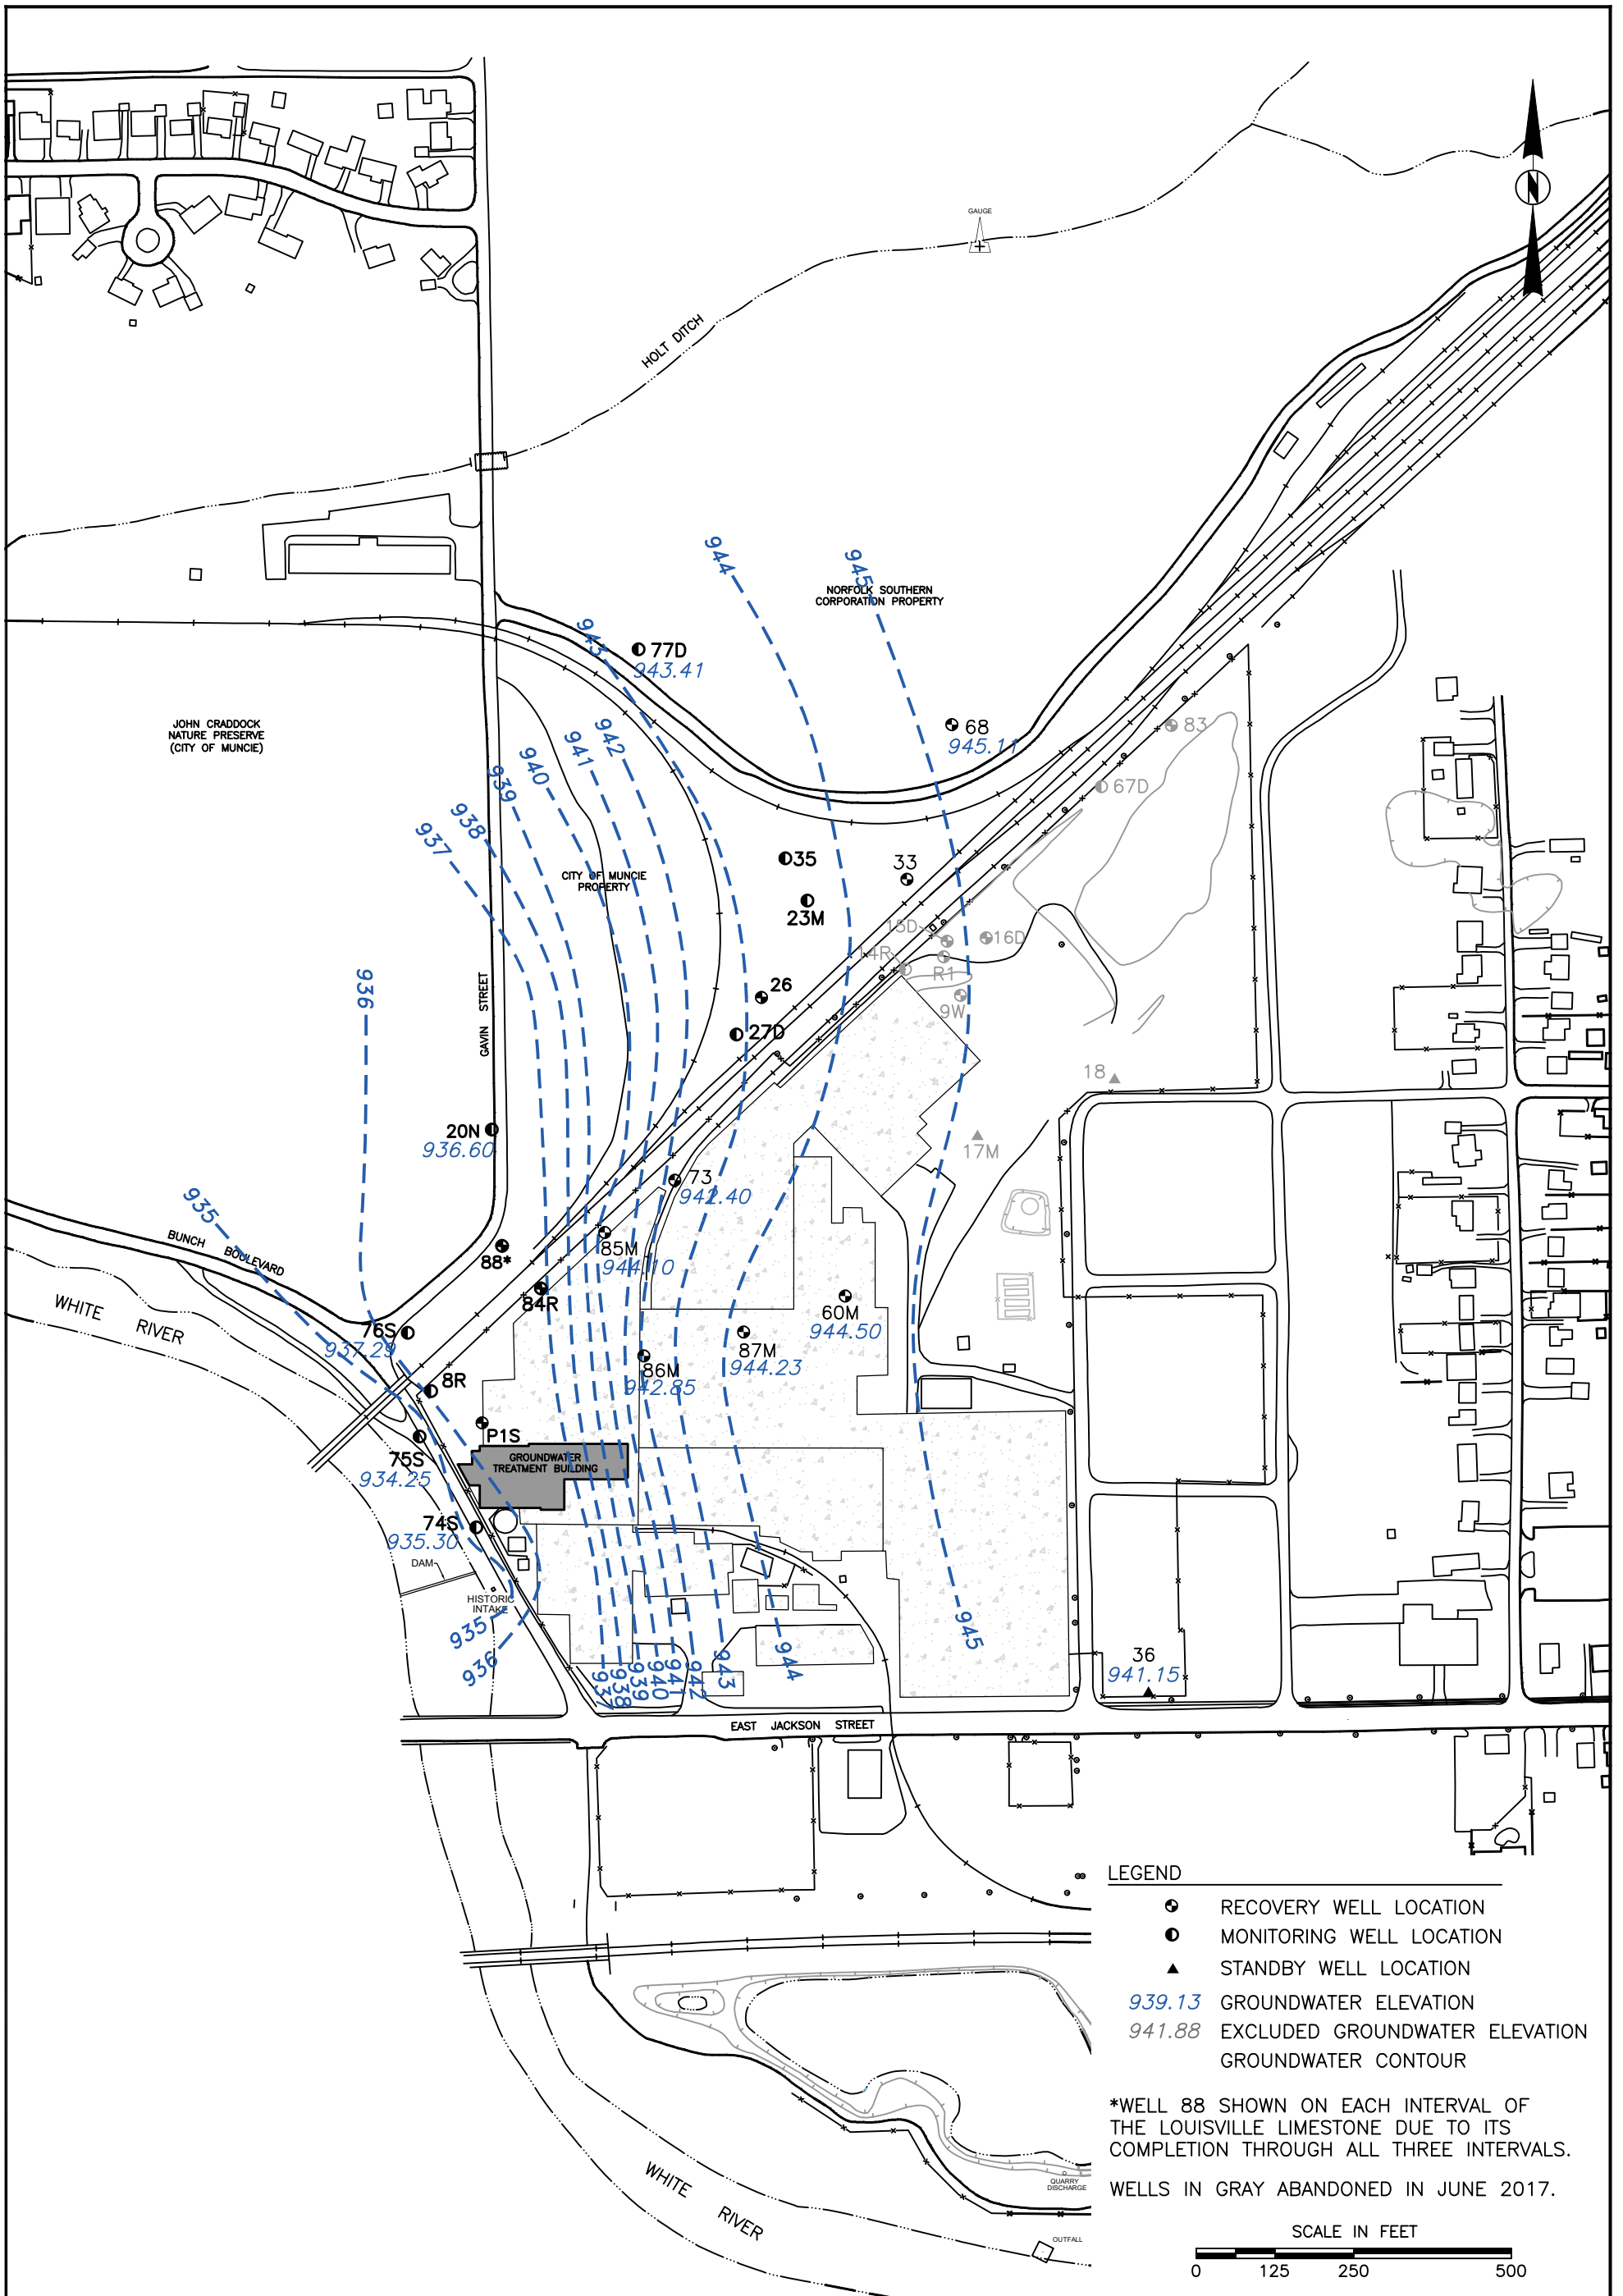 GAUGE
HOLT DITCH
944
945
NORFOLK SOUTHERN
CORPORATION PROPERTY
943
77D
943.41
JOHN CRADDOCK
NATURE PRESERVE
(CITY OF MUNCIE)
942
941
940
939
938
937
68
945.11
83
67D
CITY OF MUNCIE
PROPERTY
35
33
23M
15D
16D
14R
R1
9W
936
GAVIN STREET
26
27D
18
17M
20N
936.60
73
942.40
935
BUNCH BOULEVARD
88*
85M
944.10
84R
WHITE RIVER
76S
937.29
60M
944.50
87M
944.23
86M
942.85
8R
P1S
75S
934.25
GROUNDWATER
TREATMENT BUILDING
74S
935.30
DAM
HISTORIC
INTAKE
935
936
937
938
939
940
941
942
943
944
945
36
941.15
EAST JACKSON STREET
LEGEND
RECOVERY WELL LOCATION
MONITORING WELL LOCATION
STANDBY WELL LOCATION
939.13 GROUNDWATER ELEVATION
941.88 EXCLUDED GROUNDWATER ELEVATION
GROUNDWATER CONTOUR
*WELL 88 SHOWN ON EACH INTERVAL OF
THE LOUISVILLE LIMESTONE DUE TO ITS
COMPLETION THROUGH ALL THREE INTERVALS.
WELLS IN GRAY ABANDONED IN JUNE 2017.
WHITE RIVER
QUARRY
DISCHARGE
OUTFALL
SCALE IN FEET
0 125 250 500
N